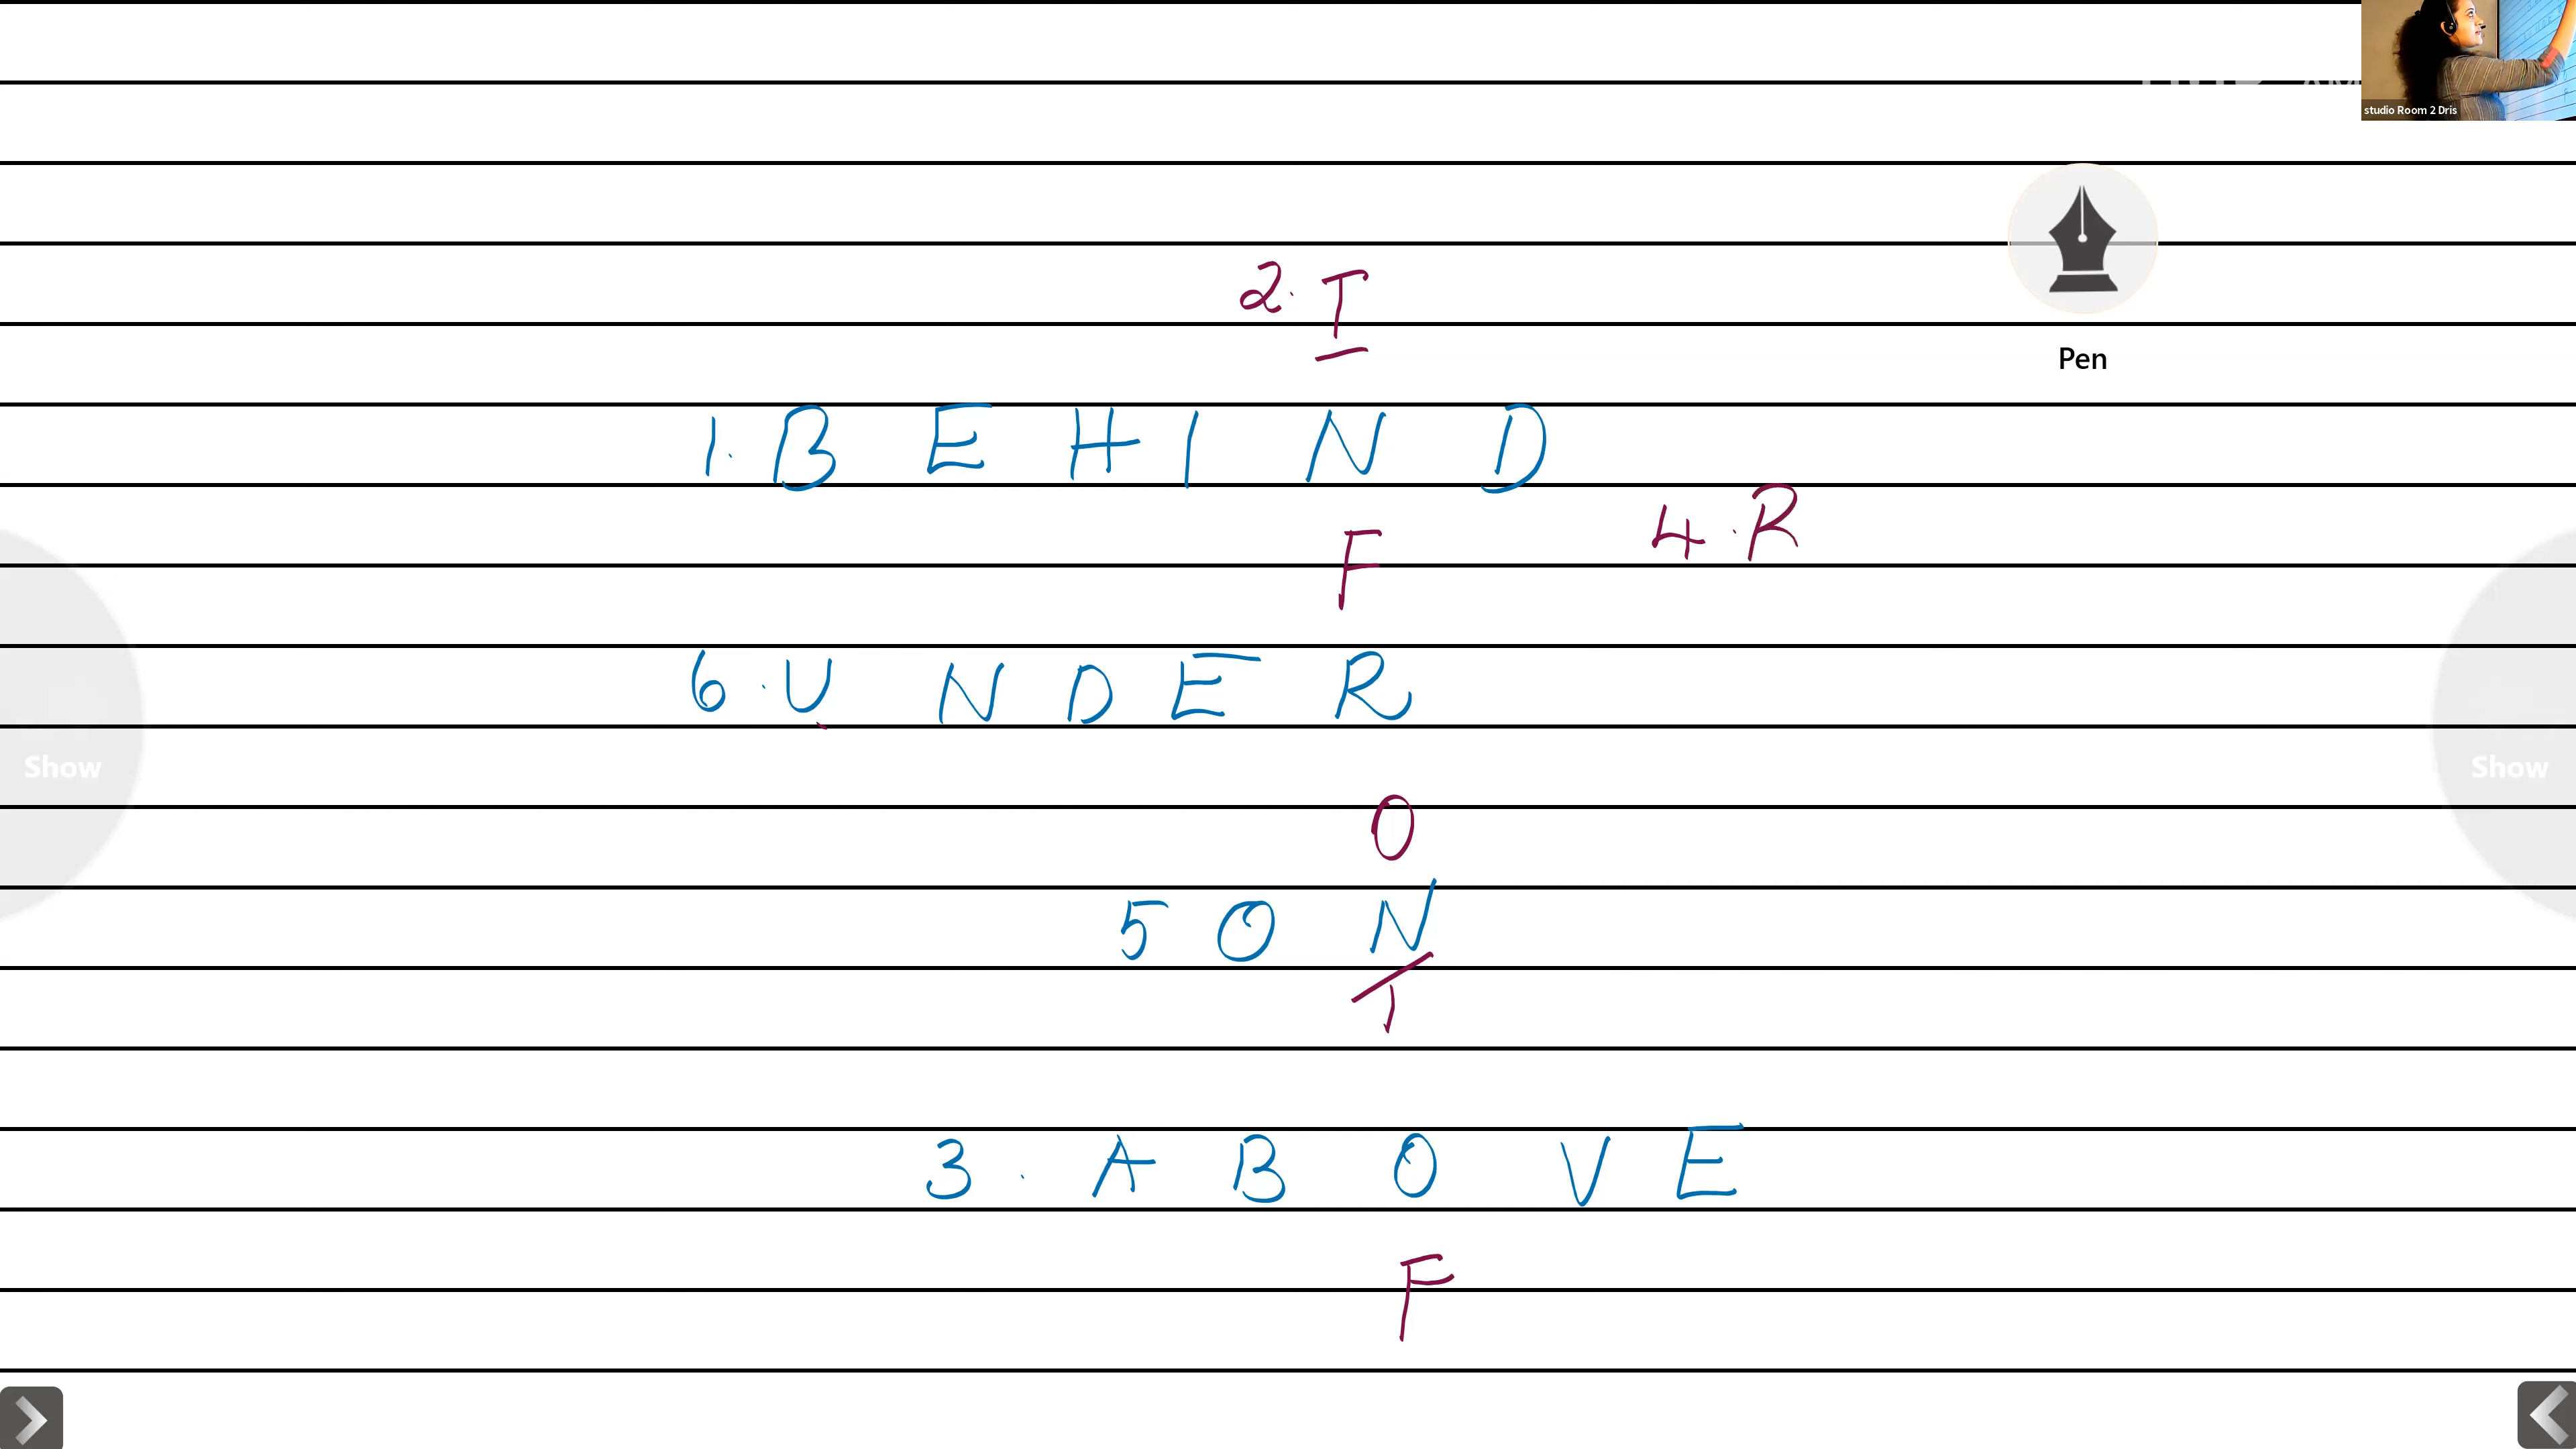 studio Room 2 Dris
2. I
Pen
1. B E H I N D
4. R
F
6. U N D E R
Show
Show
O
5 O N
T
3. A B O V E
F